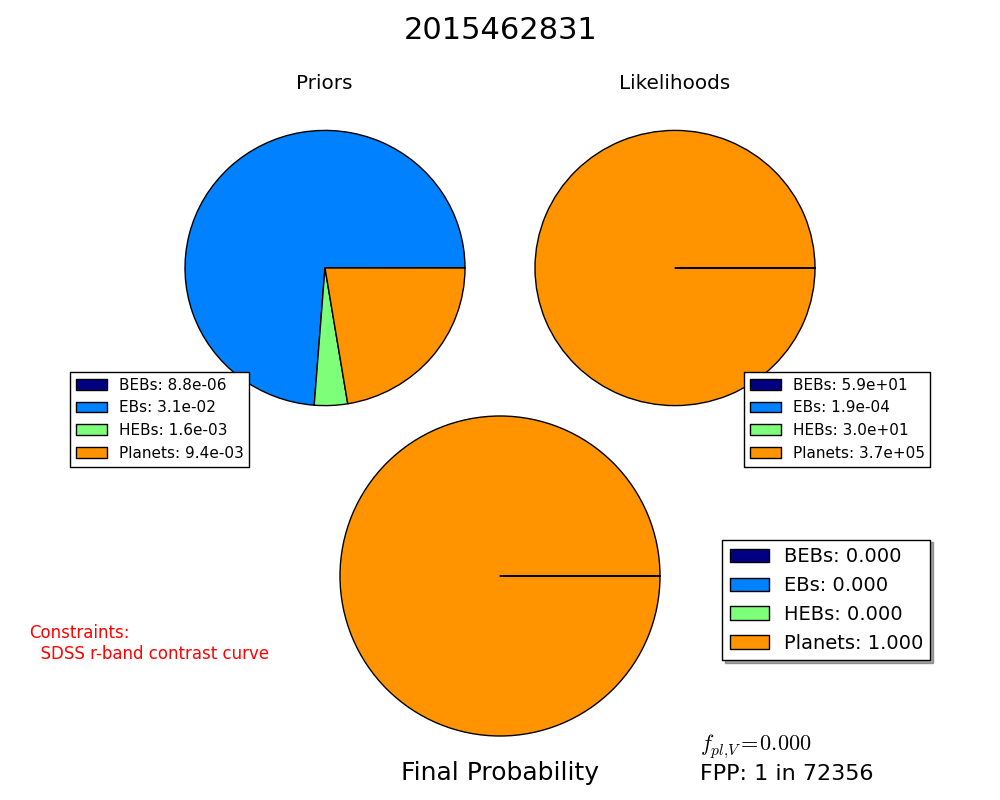 2015462831
Priors
Likelihoods
BEBs: 8.8e-06
EBs: 3.1e-02
HEBs: 1.6e-03
Planets: 9.4e-03
BEBs: 5.9e+01
EBs: 1.9e-04
HEBs: 3.0e+01
Planets: 3.7e+05
BEBs: 0.000
EBs: 0.000
HEBs: 0.000
Planets: 1.000
Constraints:
SDSS r-band contrast curve
f_{pl,V}=0.000
Final Probability
FPP: 1 in 72356